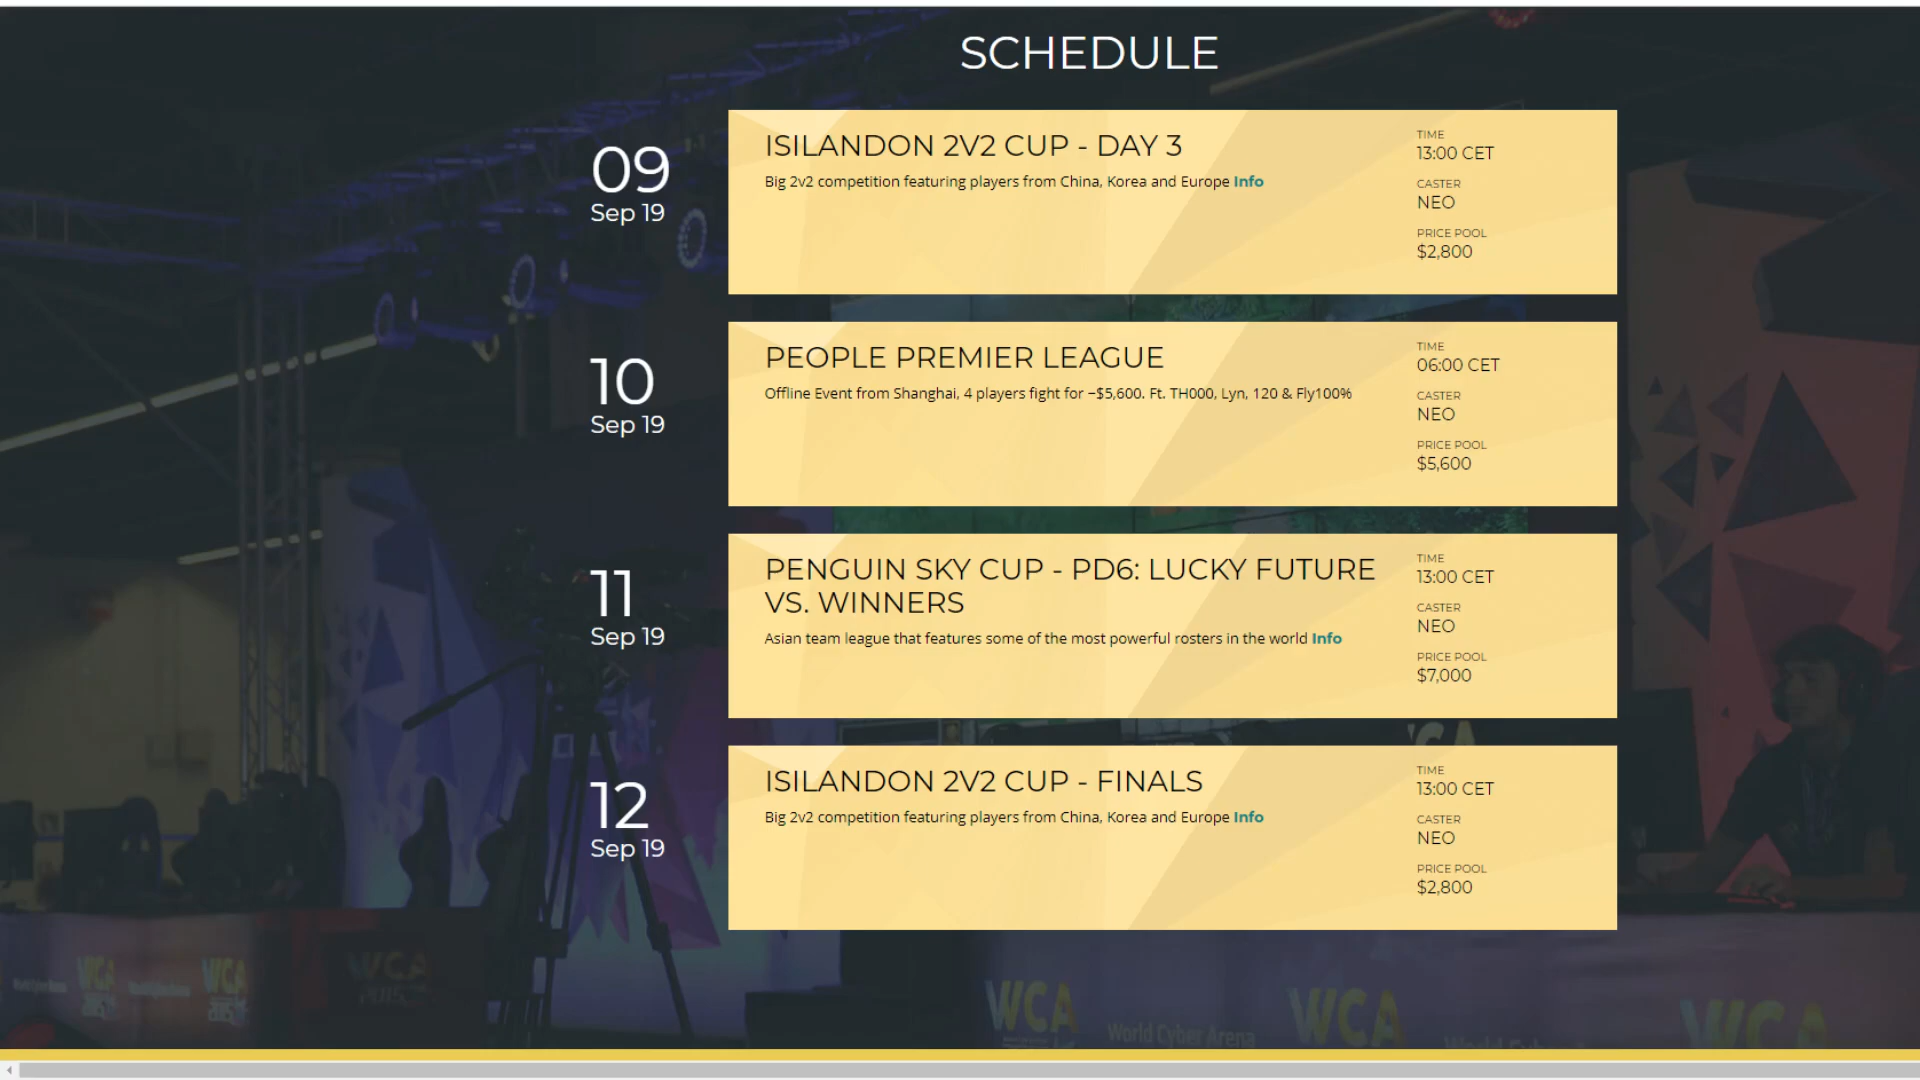 SCHEDULE
09
Sep 19
ISILANDON 2V2 CUP - DAY 3
Big 2v2 competition featuring players from China, Korea and Europe Info
TIME
13:00 CET
CASTER
NEO
PRICE POOL
$2,800
10
Sep 19
PEOPLE PREMIER LEAGUE
Offline Event from Shanghai, 4 players fight for ~$5,600. Ft. TH000, Lyn, 120 & Fly100%
TIME
06:00 CET
CASTER
NEO
PRICE POOL
$5,600
11
Sep 19
PENGUIN SKY CUP - PD6: LUCKY FUTURE
VS. WINNERS
Asian team league that features some of the most powerful rosters in the world Info
TIME
13:00 CET
CASTER
NEO
PRICE POOL
$7,000
12
Sep 19
ISILANDON 2V2 CUP - FINALS
Big 2v2 competition featuring players from China, Korea and Europe Info
TIME
13:00 CET
CASTER
NEO
PRICE POOL
$2,800
WCA
WCA
WCA
WCA
WCA
World Cyber Arena
WCA
WCA